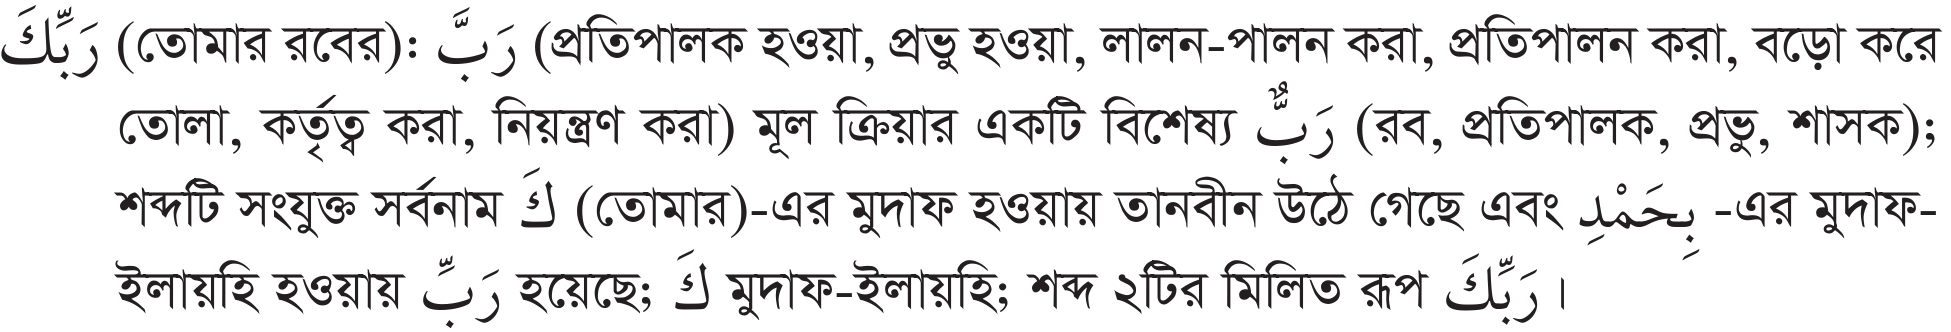 رَبِّكَ (তোমার রবের): رَبَّ (প্রতিপালক হওয়া, প্রভু হওয়া, লালন-পালন করা, প্রতিপালন করা, বড়ো করে
তোলা, কর্তৃত্ব করা, নিয়ন্ত্রণ করা) মূল ক্রিয়ার একটি বিশেষ্য رَبٌّ (রব, প্রতিপালক, প্রভু, শাসক);
শব্দটি সংযুক্ত সর্বনাম كَ (তোমার)-এর মুদাফ হওয়ায় তানবীন উঠে গেছে এবং بِحَمْدِ -এর মুদাফ-
ইলায়হি হওয়ায় رَبِّ হয়েছে; كَ মুদাফ-ইলায়হি; শব্দ ২টির মিলিত রূপ رَبِّكَ ।